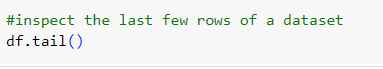 #inspect the last few rows of a dataset
df.tail()